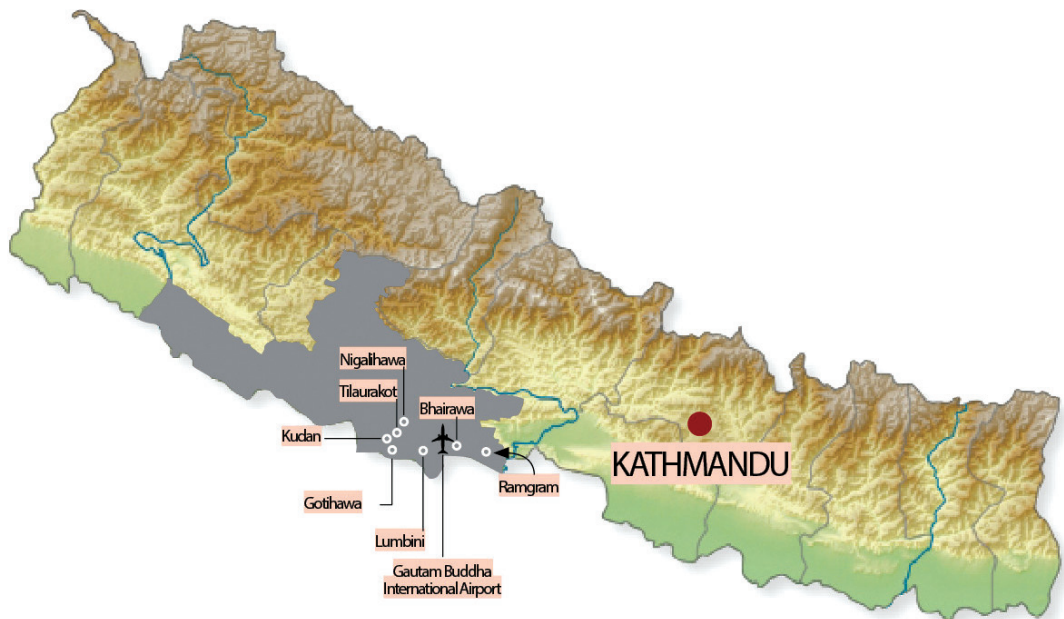 Nigalihawa
Tilaurakot
Bhairawa
Kudan
KATHMANDU
Ramgram
Gotihawa
Lumbini
Gautam Buddha
International Airport